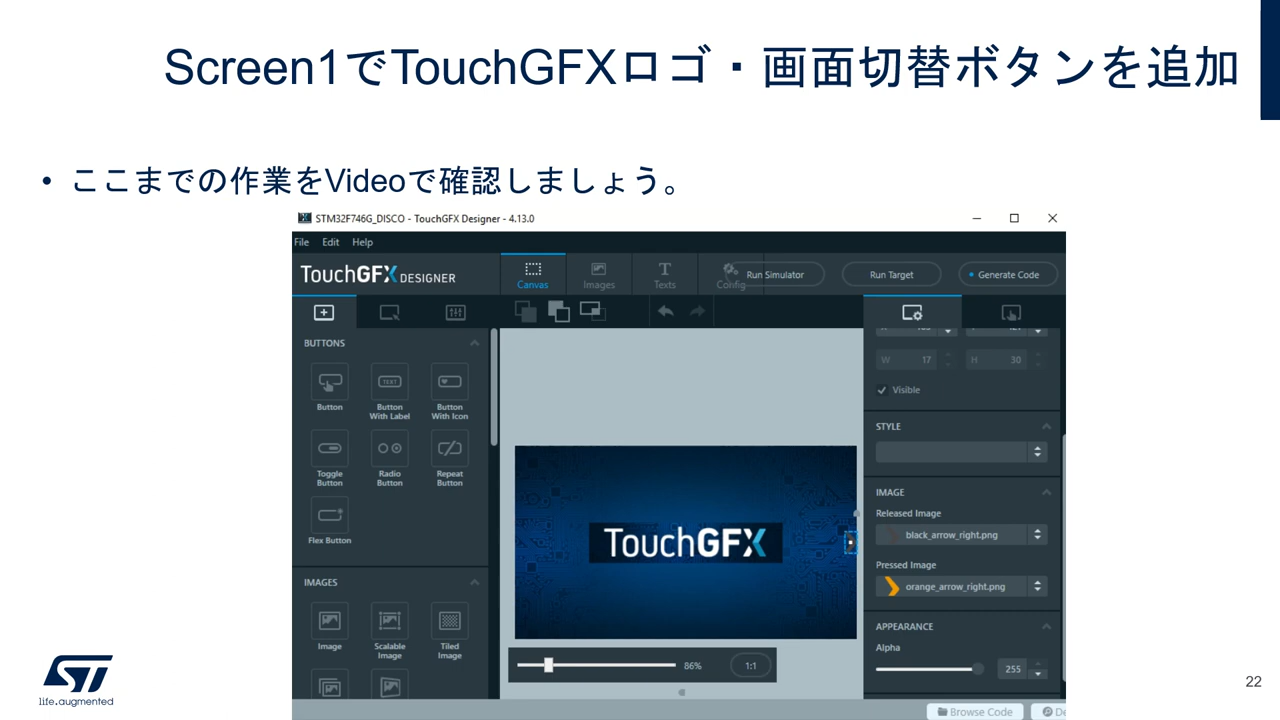 Screen1でTouchGFXロゴ・画面切替ボタンを追加
• ここまでの作業をVideoで確認しましょう。
STM32F746G_DISCO - TouchGFX Designer - 4.13.0
File Edit Help
TouchGFX DESIGNER
Canvas Images Texts Config
Run Simulator Run Target Generate Code
BUTTONS
Button Button With Label Button With Icon
TEXT
Toggle Button Radio Button Repeat Button
Flex Button
IMAGES
Image Scalable Image Tiled Image
TouchGFX
86% 1:1
W 17 H 30
Visible
STYLE
IMAGE
Released Image
black_arrow_right.png
Pressed Image
orange_arrow_right.png
APPEARANCE
Alpha
255
Browse Code
ST
life.augmented
22